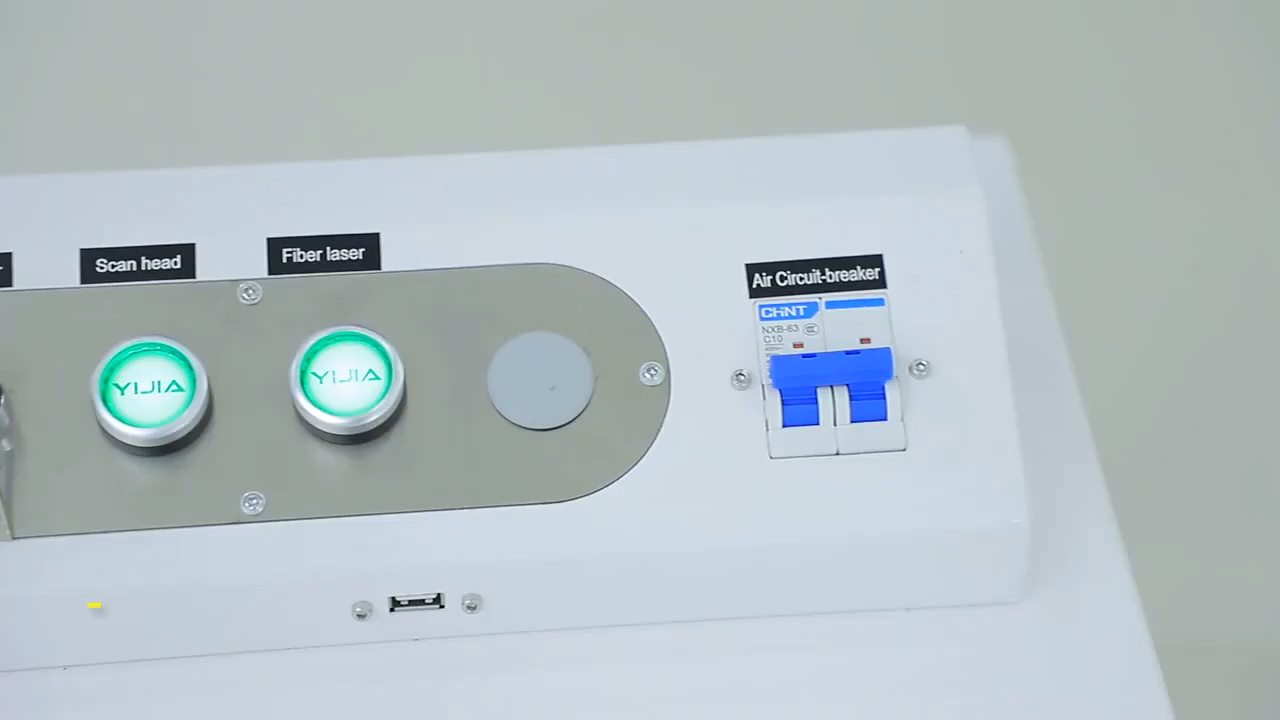 Scan head
Fiber laser
Air Circuit-breaker
CHNT
NXB-63
C10
YIJIA
YIJIA